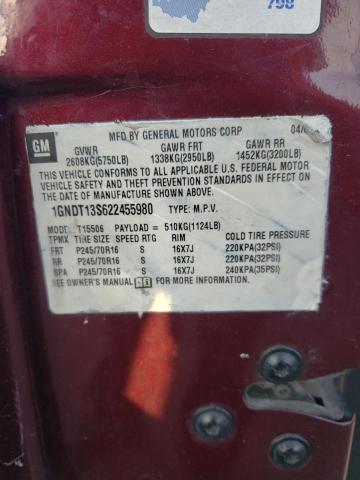 798
GM
MFD BY GENERAL MOTORS CORP 04/0
GVWR GAWR FRT GAWR RR
2608KG(5750LB) 1338KG(2950LB) 1452KG(3200LB)
THIS VEHICLE CONFORMS TO ALL APPLICABLE U.S. FEDERAL MOTOR
VEHICLE SAFETY AND THEFT PREVENTION STANDARDS IN EFFECT ON
THE DATE OF MANUFACTURE SHOWN ABOVE.
1GNDT13S622455980 TYPE: M.P.V.
MODEL: T15506 PAYLOAD = 510KG(1124LB)
TPMX TIRE SIZE SPEED RTG RIM COLD TIRE PRESSURE
FRT P245/70R16 S 16X7J 220KPA(32PSI)
RR P245/70R16 S 16X7J 220KPA(32PSI)
SPA P245/70R16 S 16X7J 240KPA(35PSI)
SEE OWNER'S MANUAL FOR MORE INFORMATION.